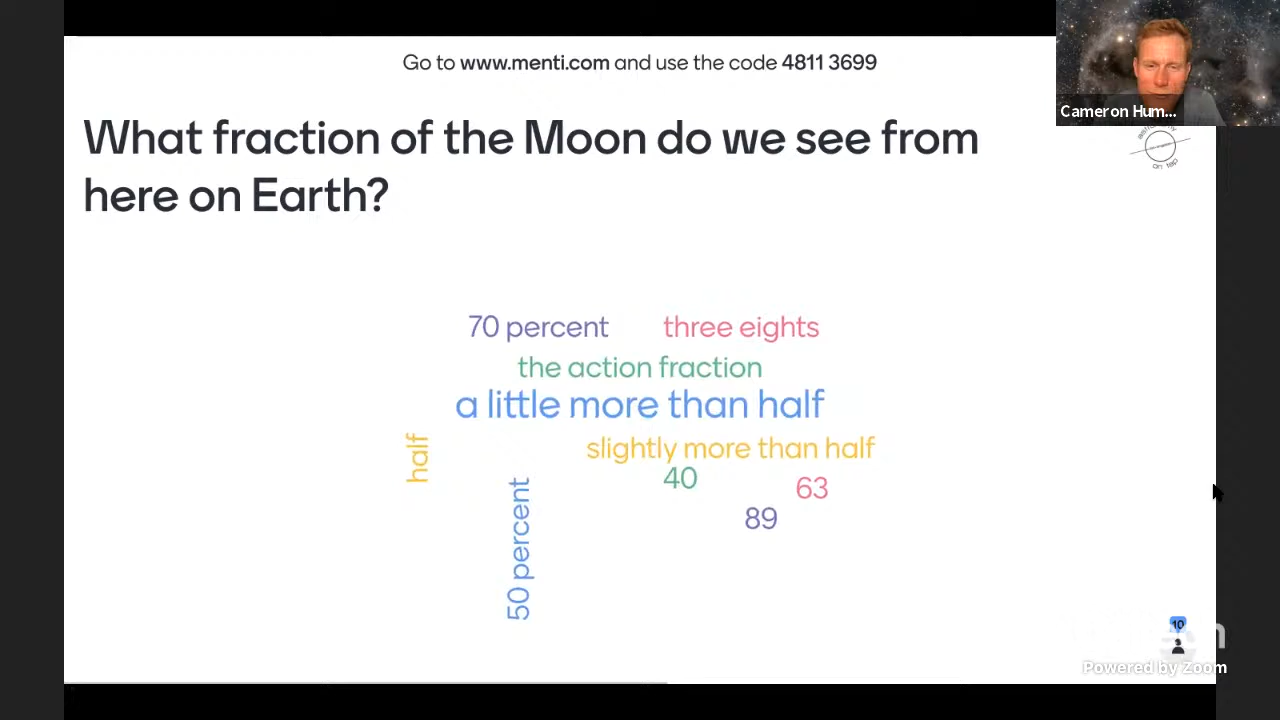 Go to www.menti.com and use the code 4811 3699
Cameron Hum...
What fraction of the Moon do we see from
here on Earth?
on tap
70 percent
three eights
the action fraction
a little more than half
half
slightly more than half
40
63
50 percent
89
10
Powered by Zoom